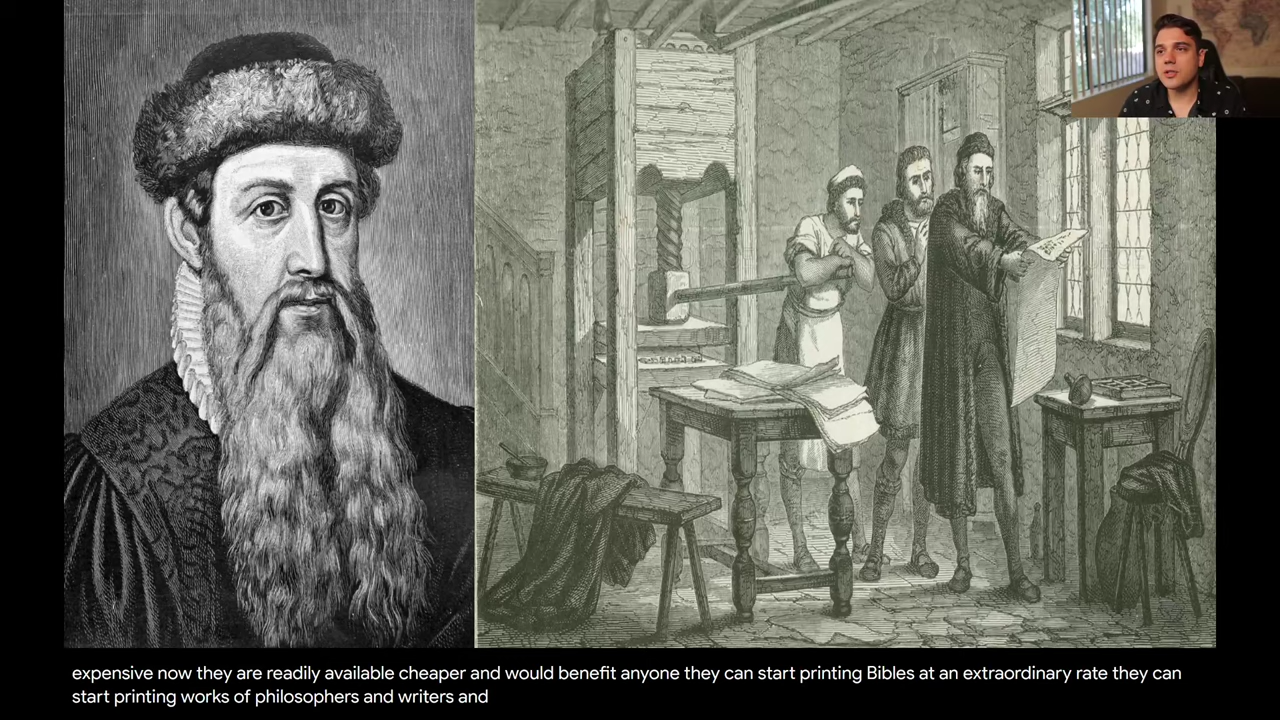 expensive now they are readily available cheaper and would benefit anyone they can start printing Bibles at an extraordinary rate they can
start printing works of philosophers and writers and